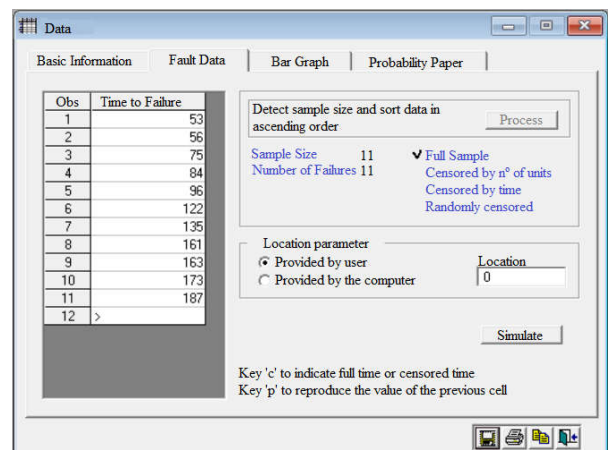 Data
Basic Information Fault Data Bar Graph Probability Paper
Obs Time to Failure
1 53
2 56
3 75
4 84
5 96
6 122
7 135
8 161
9 163
10 173
11 187
12 >
Detect sample size and sort data in
ascending order
Process
Sample Size 11
Number of Failures 11
Full Sample
Censored by nº of units
Censored by time
Randomly censored
Location parameter
Provided by user
Provided by the computer
Location
0
Simulate
Key 'c' to indicate full time or censored time
Key 'p' to reproduce the value of the previous cell